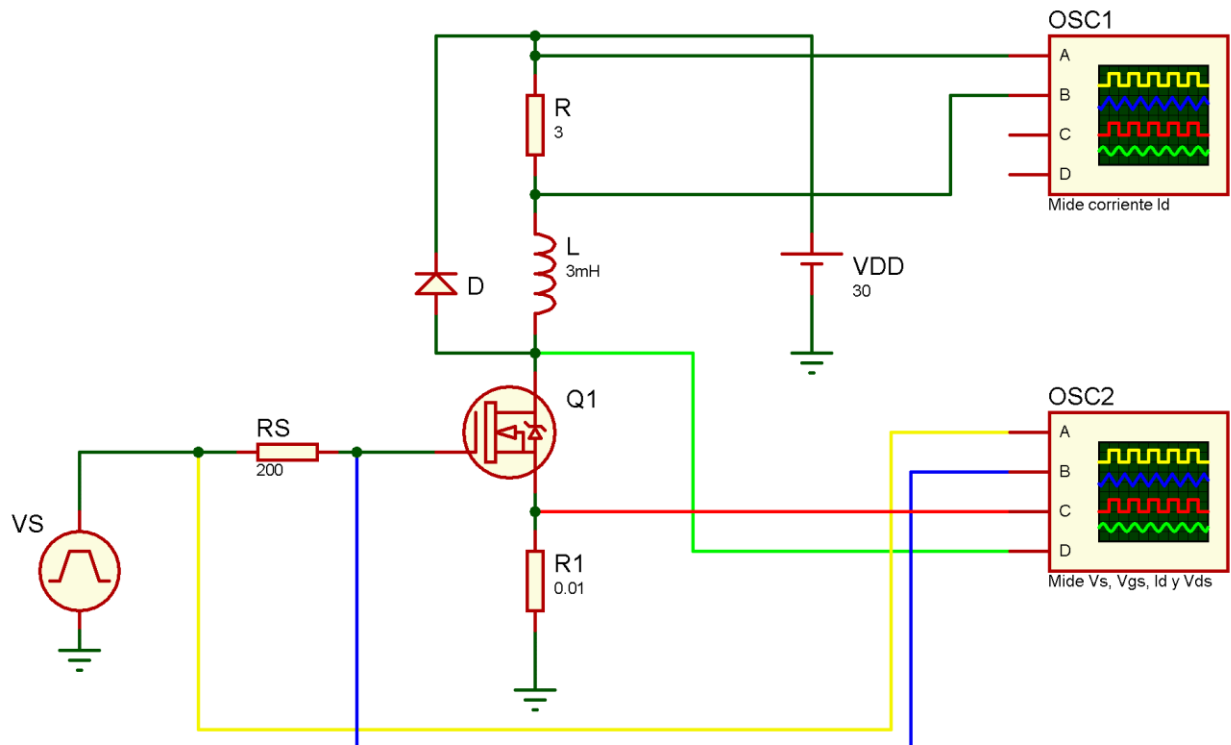 OSC1
A
B
C
D
Mide corriente Id
R
3
L
3mH
D
VDD
30
Q1
RS
200
VS
R1
0.01
OSC2
A
B
C
D
Mide Vs, Vgs, Id y Vds